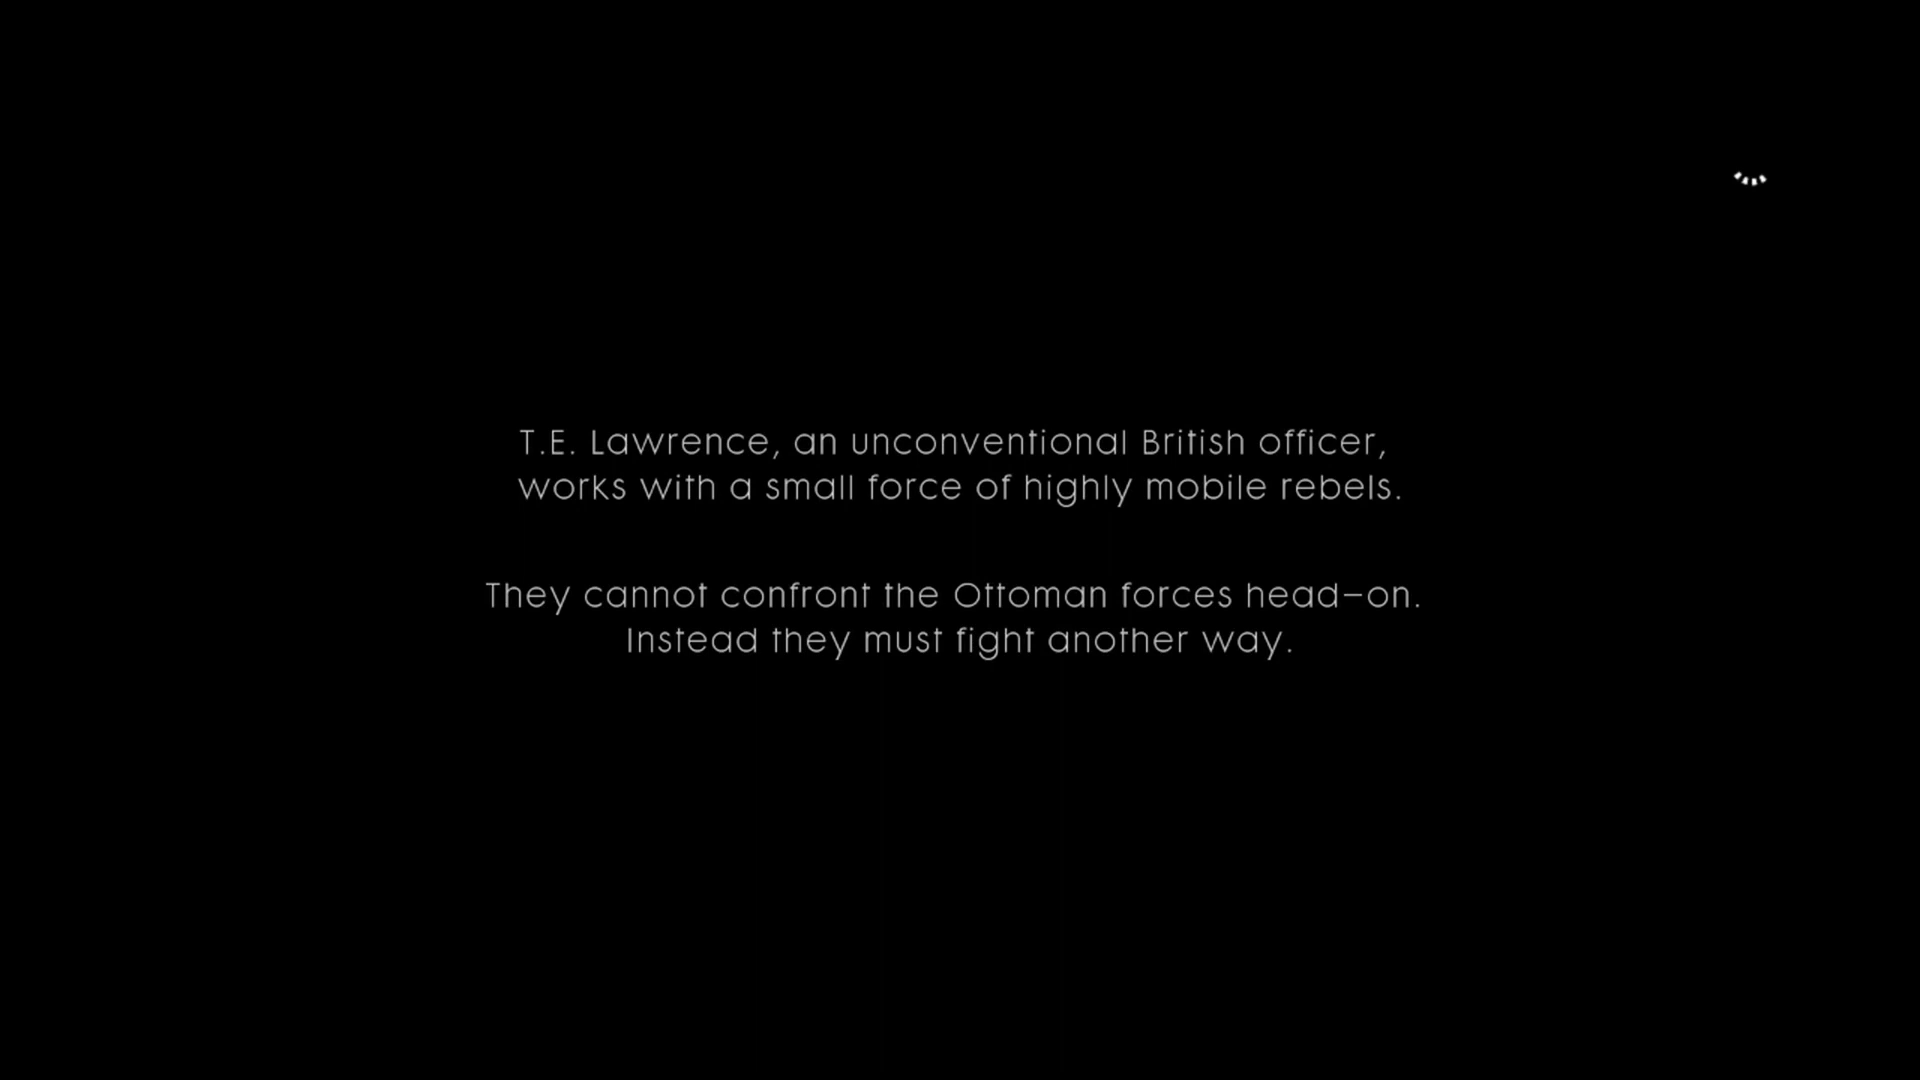 T.E. Lawrence, an unconventional British officer,
works with a small force of highly mobile rebels.
They cannot confront the Ottoman forces head-on.
Instead they must fight another way.